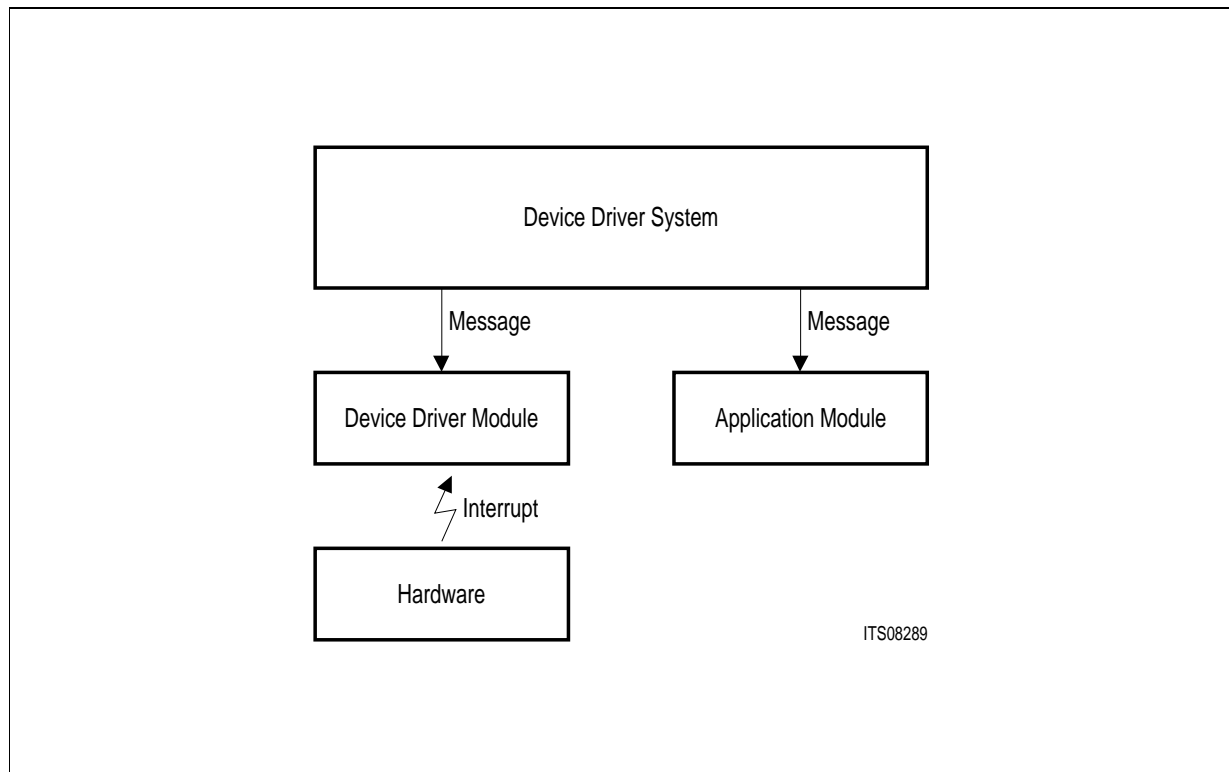 Device Driver System
Message
Message
Device Driver Module
Application Module
Interrupt
Hardware
ITS08289